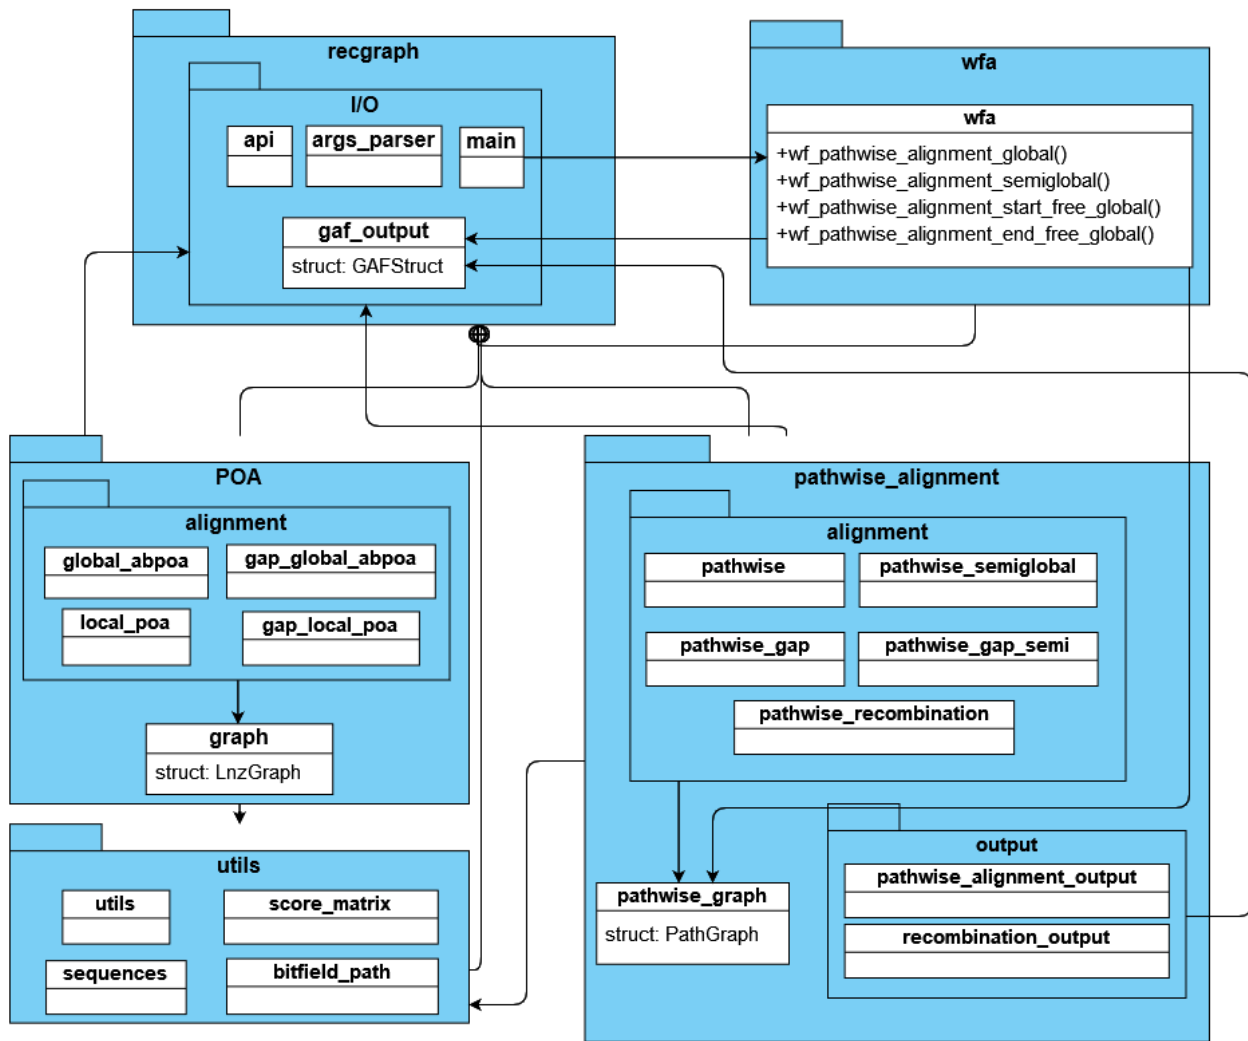 recgraph
I/O
api
args_parser
main
gaf_output
struct: GAFStruct
wfa
wfa
+wf_pathwise_alignment_global()
+wf_pathwise_alignment_semiglobal()
+wf_pathwise_alignment_start_free_global()
+wf_pathwise_alignment_end_free_global()
POA
alignment
global_abpoa
gap_global_abpoa
local_poa
gap_local_poa
graph
struct: LnzGraph
utils
utils
score_matrix
sequences
bitfield_path
pathwise_alignment
alignment
pathwise
pathwise_semiglobal
pathwise_gap
pathwise_gap_semi
pathwise_recombination
pathwise_graph
struct: PathGraph
output
pathwise_alignment_output
recombination_output